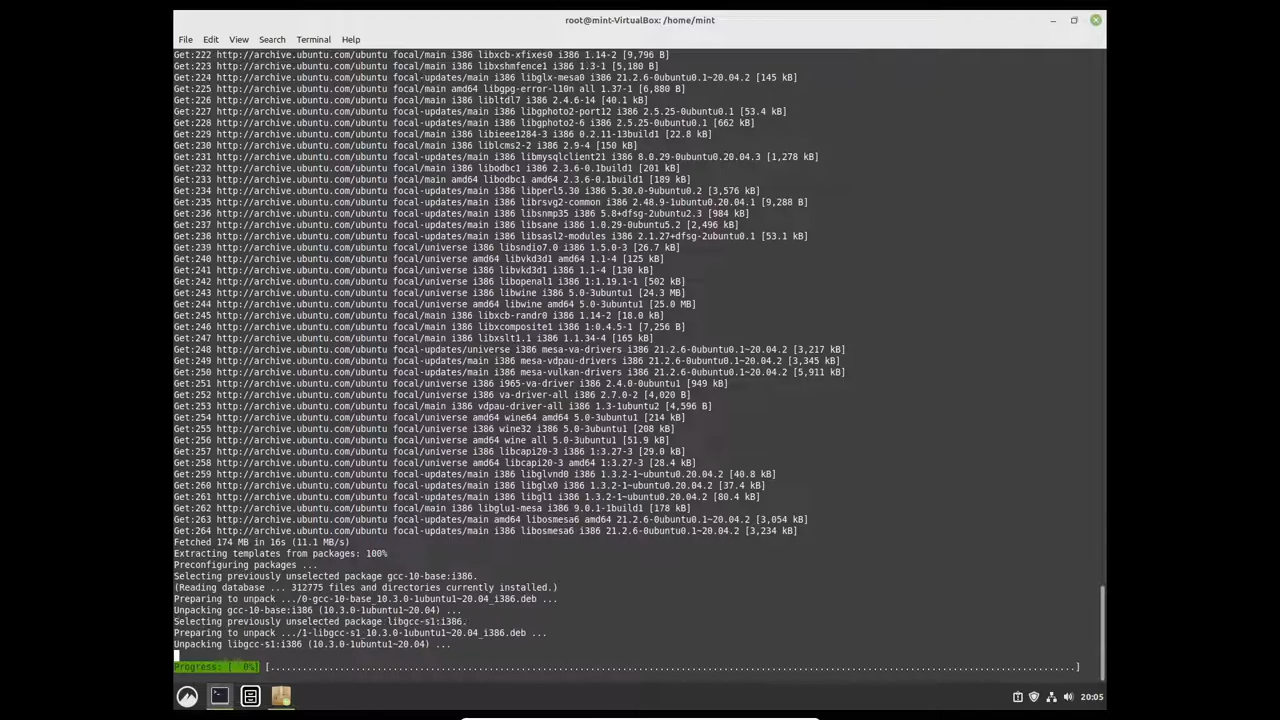 root@mint-VirtualBox: /home/mint
File Edit View Search Terminal Help
Get:222 http://archive.ubuntu.com/ubuntu focal/main i386 libxcb-xfixes0 i386 1.14-2 [9,796 B]
Get:223 http://archive.ubuntu.com/ubuntu focal/main i386 libxshmfence1 i386 1.3-1 [5,180 B]
Get:224 http://archive.ubuntu.com/ubuntu focal-updates/main i386 libglx-mesa0 i386 21.2.6-0ubuntu0.1~20.04.2 [145 kB]
Get:225 http://archive.ubuntu.com/ubuntu focal/main amd64 libgpg-error-l10n all 1.37-1 [6,880 B]
Get:226 http://archive.ubuntu.com/ubuntu focal/main i386 libltdl7 i386 2.4.6-14 [40.1 kB]
Get:227 http://archive.ubuntu.com/ubuntu focal-updates/main i386 libgphoto2-port12 i386 2.5.25-0ubuntu0.1 [53.4 kB]
Get:228 http://archive.ubuntu.com/ubuntu focal-updates/main i386 libgphoto2-6 i386 2.5.25-0ubuntu0.1 [662 kB]
Get:229 http://archive.ubuntu.com/ubuntu focal/main i386 libieee1284-3 i386 0.2.11-13build1 [22.8 kB]
Get:230 http://archive.ubuntu.com/ubuntu focal/main i386 liblcms2-2 i386 2.9-4 [150 kB]
Get:231 http://archive.ubuntu.com/ubuntu focal-updates/main i386 libmysqlclient21 i386 8.0.29-0ubuntu0.20.04.3 [1,278 kB]
Get:232 http://archive.ubuntu.com/ubuntu focal/main i386 libodbc1 i386 2.3.6-0.1build1 [201 kB]
Get:233 http://archive.ubuntu.com/ubuntu focal/main amd64 libodbc1 amd64 2.3.6-0.1build1 [189 kB]
Get:234 http://archive.ubuntu.com/ubuntu focal-updates/main i386 libperl5.30 i386 5.30.0-9ubuntu0.2 [3,576 kB]
Get:235 http://archive.ubuntu.com/ubuntu focal-updates/main i386 librsvg2-common i386 2.48.9-1ubuntu0.20.04.1 [9,288 B]
Get:236 http://archive.ubuntu.com/ubuntu focal-updates/main i386 libsnmp35 i386 5.8+dfsg-2ubuntu2.3 [984 kB]
Get:237 http://archive.ubuntu.com/ubuntu focal-updates/main i386 libsane i386 1.0.29-0ubuntu5.2 [2,496 kB]
Get:238 http://archive.ubuntu.com/ubuntu focal-updates/main i386 libsasl2-modules i386 2.1.27+dfsg-2ubuntu0.1 [53.1 kB]
Get:239 http://archive.ubuntu.com/ubuntu focal/universe i386 libsndio7.0 i386 1.5.0-3 [26.7 kB]
Get:240 http://archive.ubuntu.com/ubuntu focal/universe amd64 libvkd3d1 amd64 1.1-4 [125 kB]
Get:241 http://archive.ubuntu.com/ubuntu focal/universe i386 libvkd3d1 i386 1.1-4 [130 kB]
Get:242 http://archive.ubuntu.com/ubuntu focal/universe i386 libopenal1 i386 1:1.19.1-1 [502 kB]
Get:243 http://archive.ubuntu.com/ubuntu focal/universe i386 libwine i386 5.0-3ubuntu1 [24.3 MB]
Get:244 http://archive.ubuntu.com/ubuntu focal/universe amd64 libwine amd64 5.0-3ubuntu1 [25.0 MB]
Get:245 http://archive.ubuntu.com/ubuntu focal/main i386 libxcb-randr0 i386 1.14-2 [18.0 kB]
Get:246 http://archive.ubuntu.com/ubuntu focal/main i386 libxcomposite1 i386 1:0.4.5-1 [7,256 B]
Get:247 http://archive.ubuntu.com/ubuntu focal/main i386 libxslt1.1 i386 1.1.34-4 [165 kB]
Get:248 http://archive.ubuntu.com/ubuntu focal-updates/universe i386 mesa-va-drivers i386 21.2.6-0ubuntu0.1~20.04.2 [3,217 kB]
Get:249 http://archive.ubuntu.com/ubuntu focal-updates/main i386 mesa-vdpau-drivers i386 21.2.6-0ubuntu0.1~20.04.2 [3,345 kB]
Get:250 http://archive.ubuntu.com/ubuntu focal-updates/main i386 mesa-vulkan-drivers i386 21.2.6-0ubuntu0.1~20.04.2 [5,911 kB]
Get:251 http://archive.ubuntu.com/ubuntu focal/universe i386 i965-va-driver i386 2.4.0-0ubuntu1 [949 kB]
Get:252 http://archive.ubuntu.com/ubuntu focal/universe i386 va-driver-all i386 2.7.0-2 [4,020 B]
Get:253 http://archive.ubuntu.com/ubuntu focal/main i386 vdpau-driver-all i386 1.3-1ubuntu2 [4,596 B]
Get:254 http://archive.ubuntu.com/ubuntu focal/universe amd64 wine64 amd64 5.0-3ubuntu1 [214 kB]
Get:255 http://archive.ubuntu.com/ubuntu focal/universe i386 wine32 i386 5.0-3ubuntu1 [208 kB]
Get:256 http://archive.ubuntu.com/ubuntu focal/universe amd64 wine all 5.0-3ubuntu1 [51.9 kB]
Get:257 http://archive.ubuntu.com/ubuntu focal/universe i386 libcapi20-3 i386 1:3.27-3 [29.0 kB]
Get:258 http://archive.ubuntu.com/ubuntu focal/universe amd64 libcapi20-3 amd64 1:3.27-3 [28.4 kB]
Get:259 http://archive.ubuntu.com/ubuntu focal-updates/main i386 libglvnd0 i386 1.3.2-1~ubuntu0.20.04.2 [40.8 kB]
Get:260 http://archive.ubuntu.com/ubuntu focal-updates/main i386 libglx0 i386 1.3.2-1~ubuntu0.20.04.2 [37.4 kB]
Get:261 http://archive.ubuntu.com/ubuntu focal-updates/main i386 libgl1 i386 1.3.2-1~ubuntu0.20.04.2 [80.4 kB]
Get:262 http://archive.ubuntu.com/ubuntu focal/main i386 libglu1-mesa i386 9.0.1-1build1 [178 kB]
Get:263 http://archive.ubuntu.com/ubuntu focal-updates/main amd64 libosmesa6 amd64 21.2.6-0ubuntu0.1~20.04.2 [3,054 kB]
Get:264 http://archive.ubuntu.com/ubuntu focal-updates/main i386 libosmesa6 i386 21.2.6-0ubuntu0.1~20.04.2 [3,234 kB]
Fetched 174 MB in 16s (11.1 MB/s)
Extracting templates from packages: 100%
Preconfiguring packages ...
Selecting previously unselected package gcc-10-base:i386.
(Reading database ... 312775 files and directories currently installed.)
Preparing to unpack .../0-gcc-10-base_10.3.0-1ubuntu1~20.04_i386.deb ...
Unpacking gcc-10-base:i386 (10.3.0-1ubuntu1~20.04) ...
Selecting previously unselected package libgcc-s1:i386.
Preparing to unpack .../1-libgcc-s1_10.3.0-1ubuntu1~20.04_i386.deb ...
Unpacking libgcc-s1:i386 (10.3.0-1ubuntu1~20.04) ...
Progress: [  0%] [..........................................................................................................................................................]
20:05